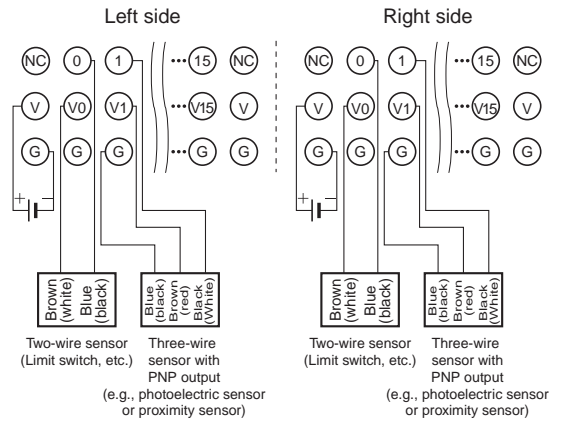 Left side Right side
NC 0 1 ••• 15 NC NC 0 1 ••• 15 NC
V V0 V1 ••• V15 V V V0 V1 ••• V15 V
G G G ••• G G G G G ••• G G
+ − + −
Brown (white)
Blue (black)
Blue (black)
Brown (red)
Black (White)
Brown (white)
Blue (black)
Blue (black)
Brown (red)
Black (White)
Two-wire sensor
(Limit switch, etc.)
Three-wire
sensor with
PNP output
(e.g., photoelectric sensor
or proximity sensor)
Two-wire sensor
(Limit switch, etc.)
Three-wire
sensor with
PNP output
(e.g., photoelectric sensor
or proximity sensor)